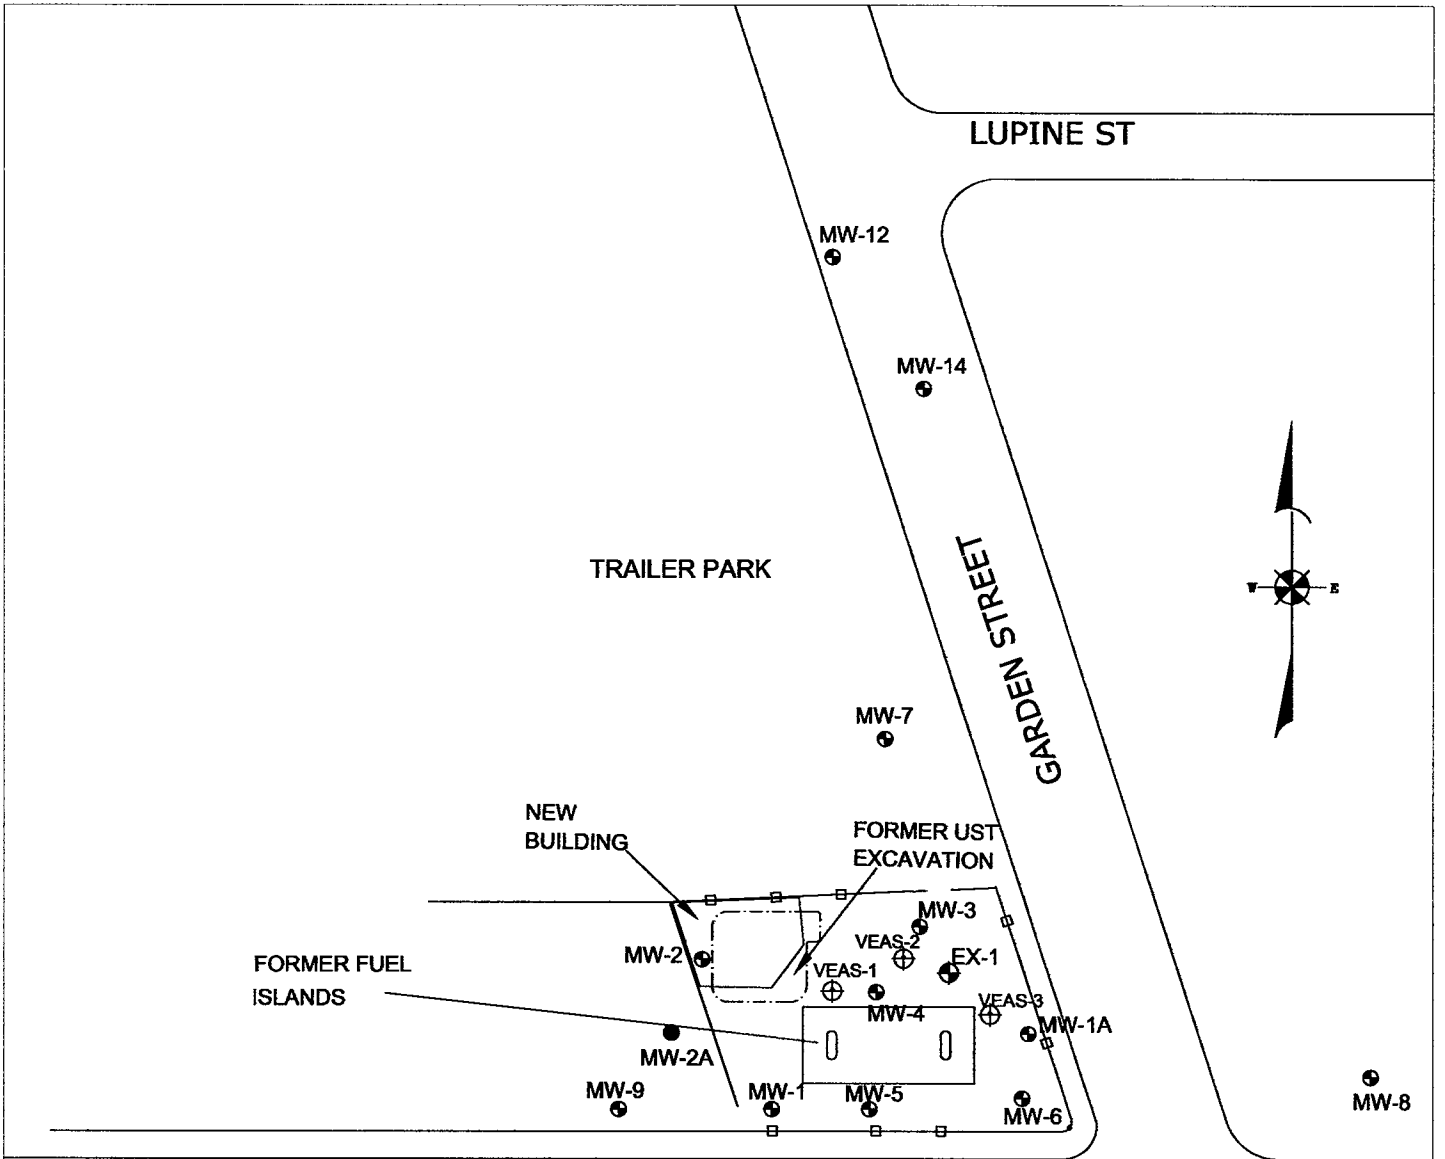 LUPINE ST
MW-12
MW-14
GARDEN STREET
TRAILER PARK
W E
MW-7
NEW
BUILDING
FORMER UST
EXCAVATION
MW-3
MW-2
VEAS-2
EX-1
FORMER FUEL
ISLANDS
VEAS-1
VEAS-3
MW-4
MW-1A
MW-2A
MW-9
MW-1
MW-5
MW-6
MW-8